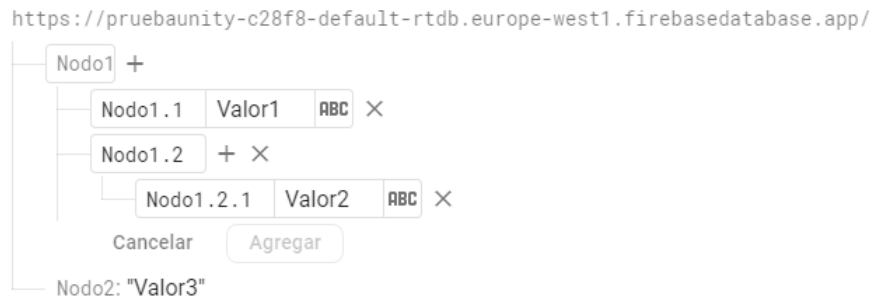 https://pruebaunity-c28f8-default-rtdb.europe-west1.firebasedatabase.app/
Nodo1 +
Nodo1.1 Valor1 ABC ×
Nodo1.2 + ×
Nodo1.2.1 Valor2 ABC ×
Cancelar Agregar
Nodo2: "Valor3"